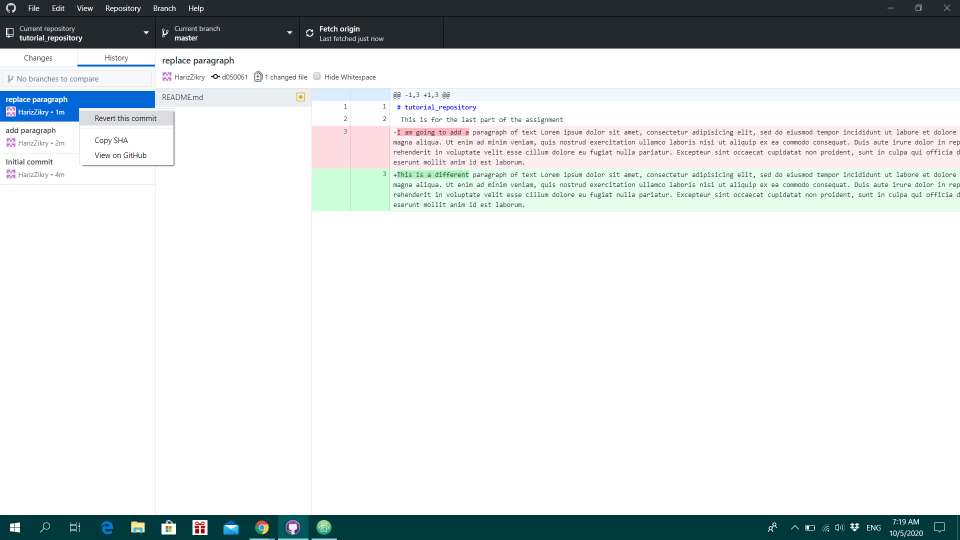 File Edit View Repository Branch Help
Current repository
tutorial_repository
Current branch
master
Fetch origin
Last fetched just now
Changes
History
No branches to compare
replace paragraph
HarizZikry • 1m
add paragraph
HarizZikry • 2m
Initial commit
HarizZikry • 4m
Revert this commit
Copy SHA
View on GitHub
replace paragraph
HarizZikry d050061 1 changed file Hide Whitespace
README.md
@@ -1,3 +1,3 @@
1 1 # tutorial_repository
2 2 This is for the last part of the assignment
3 -I am going to add a paragraph of text Lorem ipsum dolor sit amet, consectetur adipisicing elit, sed do eiusmod tempor incididunt ut labore et dolore
magna aliqua. Ut enim ad minim veniam, quis nostrud exercitation ullamco laboris nisi ut aliquip ex ea commodo consequat. Duis aute irure dolor in rep
rehenderit in voluptate velit esse cillum dolore eu fugiat nulla pariatur. Excepteur sint occaecat cupidatat non proident, sunt in culpa qui officia d
eserunt mollit anim id est laborum.
3 +This is a different paragraph of text Lorem ipsum dolor sit amet, consectetur adipisicing elit, sed do eiusmod tempor incididunt ut labore et dolore
magna aliqua. Ut enim ad minim veniam, quis nostrud exercitation ullamco laboris nisi ut aliquip ex ea commodo consequat. Duis aute irure dolor in rep
rehenderit in voluptate velit esse cillum dolore eu fugiat nulla pariatur. Excepteur sint occaecat cupidatat non proident, sunt in culpa qui officia d
eserunt mollit anim id est laborum.
ENG
7:19 AM
10/5/2020